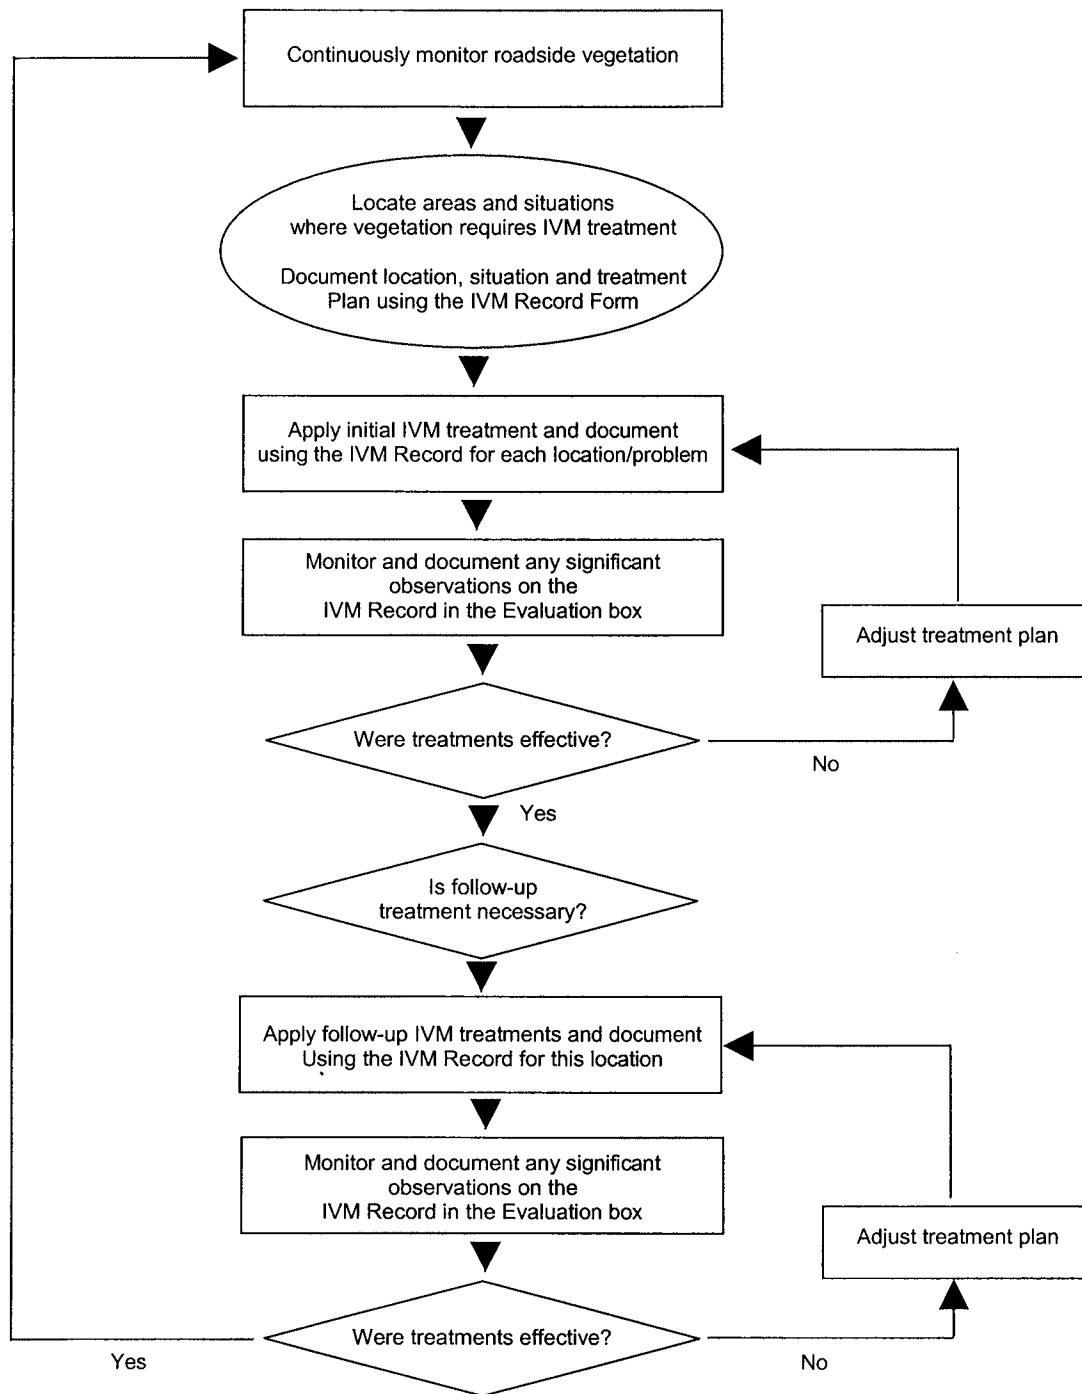 Continuously monitor roadside vegetation
Locate areas and situations
where vegetation requires IVM treatment
Document location, situation and treatment
Plan using the IVM Record Form
Apply initial IVM treatment and document
using the IVM Record for each location/problem
Monitor and document any significant
observations on the
IVM Record in the Evaluation box
Adjust treatment plan
Were treatments effective?
No
Yes
Is follow-up
treatment necessary?
Apply follow-up IVM treatments and document
Using the IVM Record for this location
Monitor and document any significant
observations on the
IVM Record in the Evaluation box
Adjust treatment plan
Were treatments effective?
Yes
No